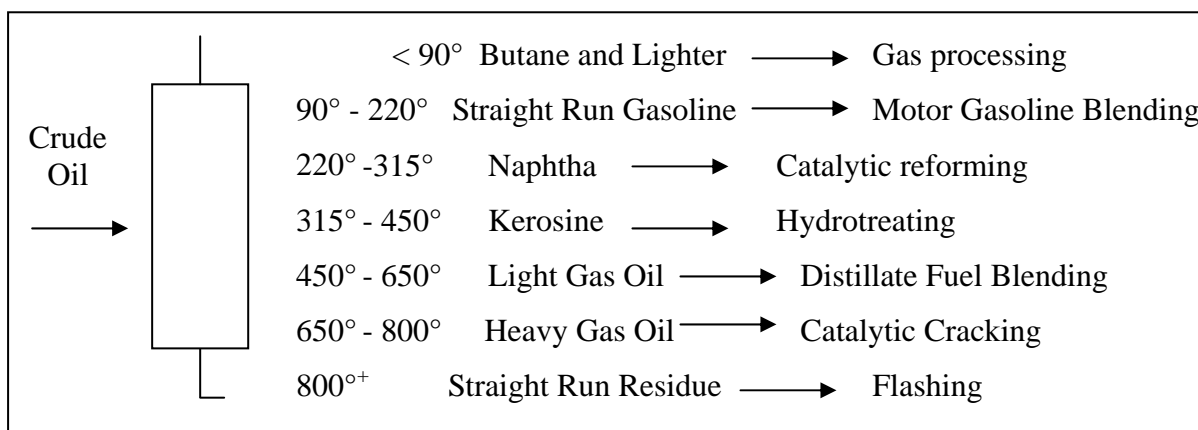 < 90° Butane and Lighter Gas processing
90° - 220° Straight Run Gasoline Motor Gasoline Blending
Crude
Oil
220° -315° Naphtha Catalytic reforming
315° - 450° Kerosine Hydrotreating
450° - 650° Light Gas Oil Distillate Fuel Blending
650° - 800° Heavy Gas Oil Catalytic Cracking
800°⁺ Straight Run Residue Flashing